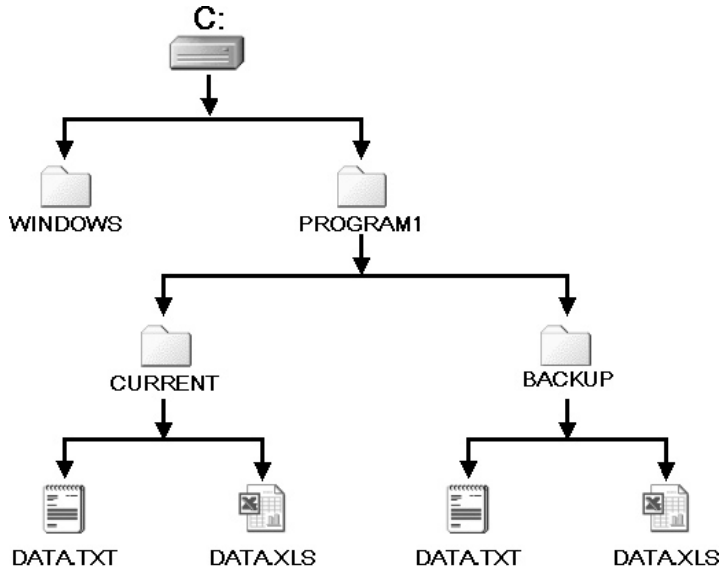 C:
WINDOWS
PROGRAM1
CURRENT
BACKUP
DATA.TXT
DATA.XLS
DATA.TXT
DATA.XLS